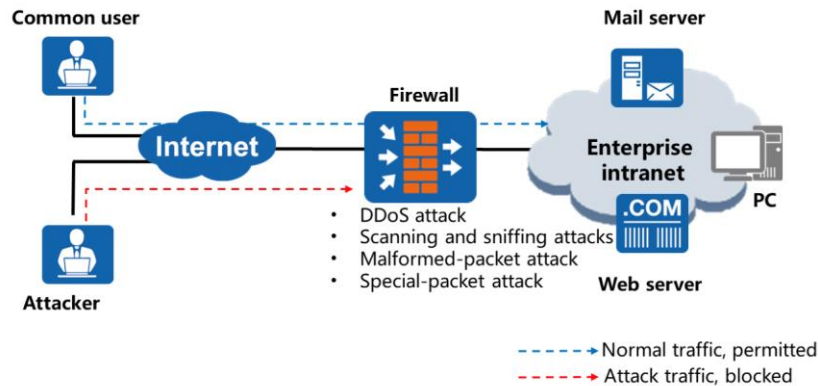 Common user
Mail server
Firewall
Internet
Enterprise
intranet
PC
.COM
• DDoS attack
• Scanning and sniffing attacks
• Malformed-packet attack
• Special-packet attack
Attacker
Web server
Normal traffic, permitted
Attack traffic, blocked